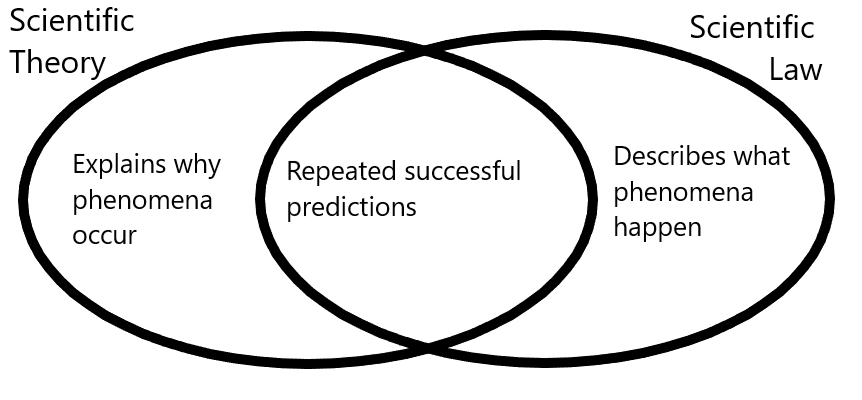 Scientific
Theory
Scientific
Law
Explains why
phenomena
occur
Repeated successful
predictions
Describes what
phenomena
happen